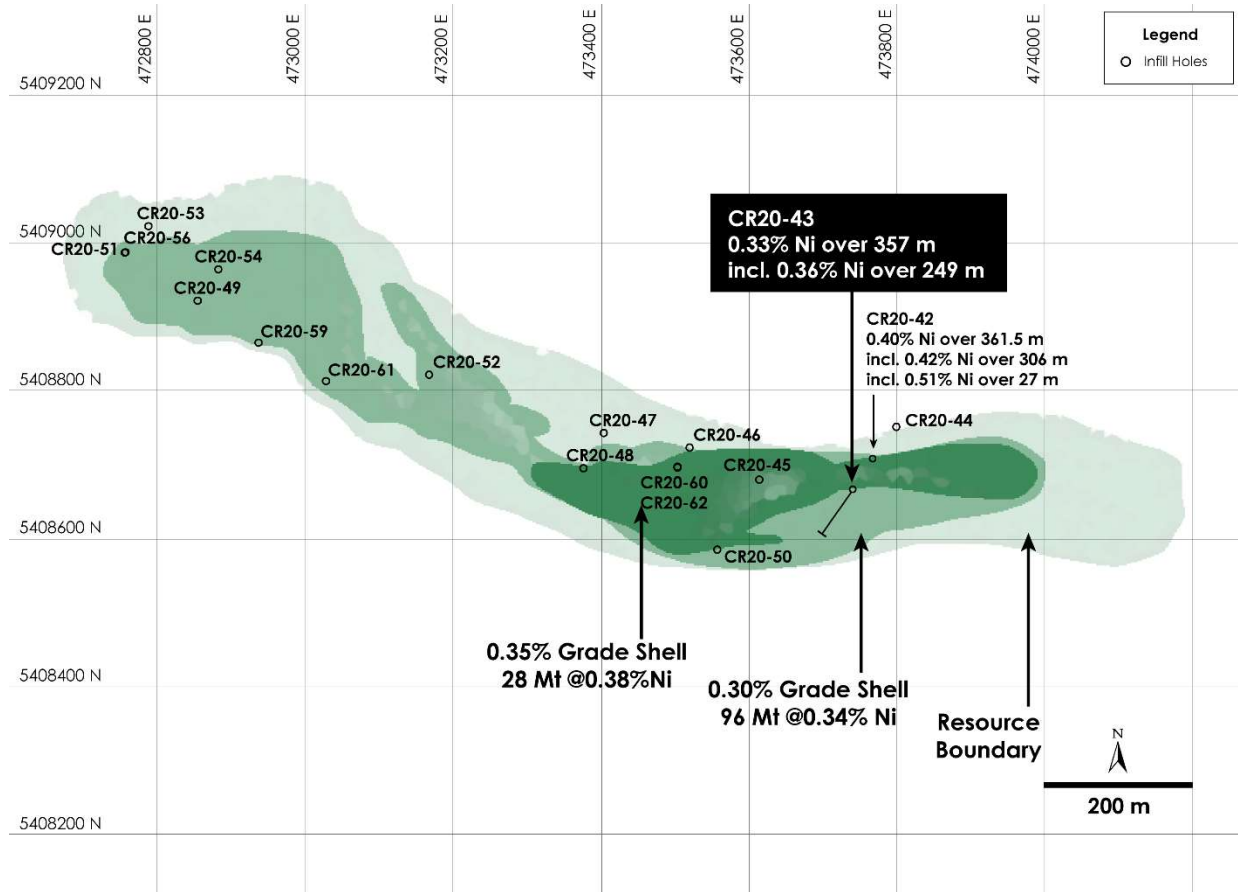 472800 E
473000 E
473200 E
473400 E
473600 E
473800 E
474000 E
Legend
Infill Holes
5409200 N
5409000 N
5408800 N
5408600 N
5408400 N
5408200 N
CR20-53
CR20-51
CR20-56
CR20-54
CR20-49
CR20-59
CR20-61
CR20-52
CR20-43
0.33% Ni over 357 m
incl. 0.36% Ni over 249 m
CR20-42
0.40% Ni over 361.5 m
incl. 0.42% Ni over 306 m
incl. 0.51% Ni over 27 m
CR20-47
CR20-46
CR20-44
CR20-48
CR20-45
CR20-60
CR20-62
CR20-50
0.35% Grade Shell
28 Mt @0.38%Ni
0.30% Grade Shell
96 Mt @0.34% Ni
Resource
Boundary
N
200 m